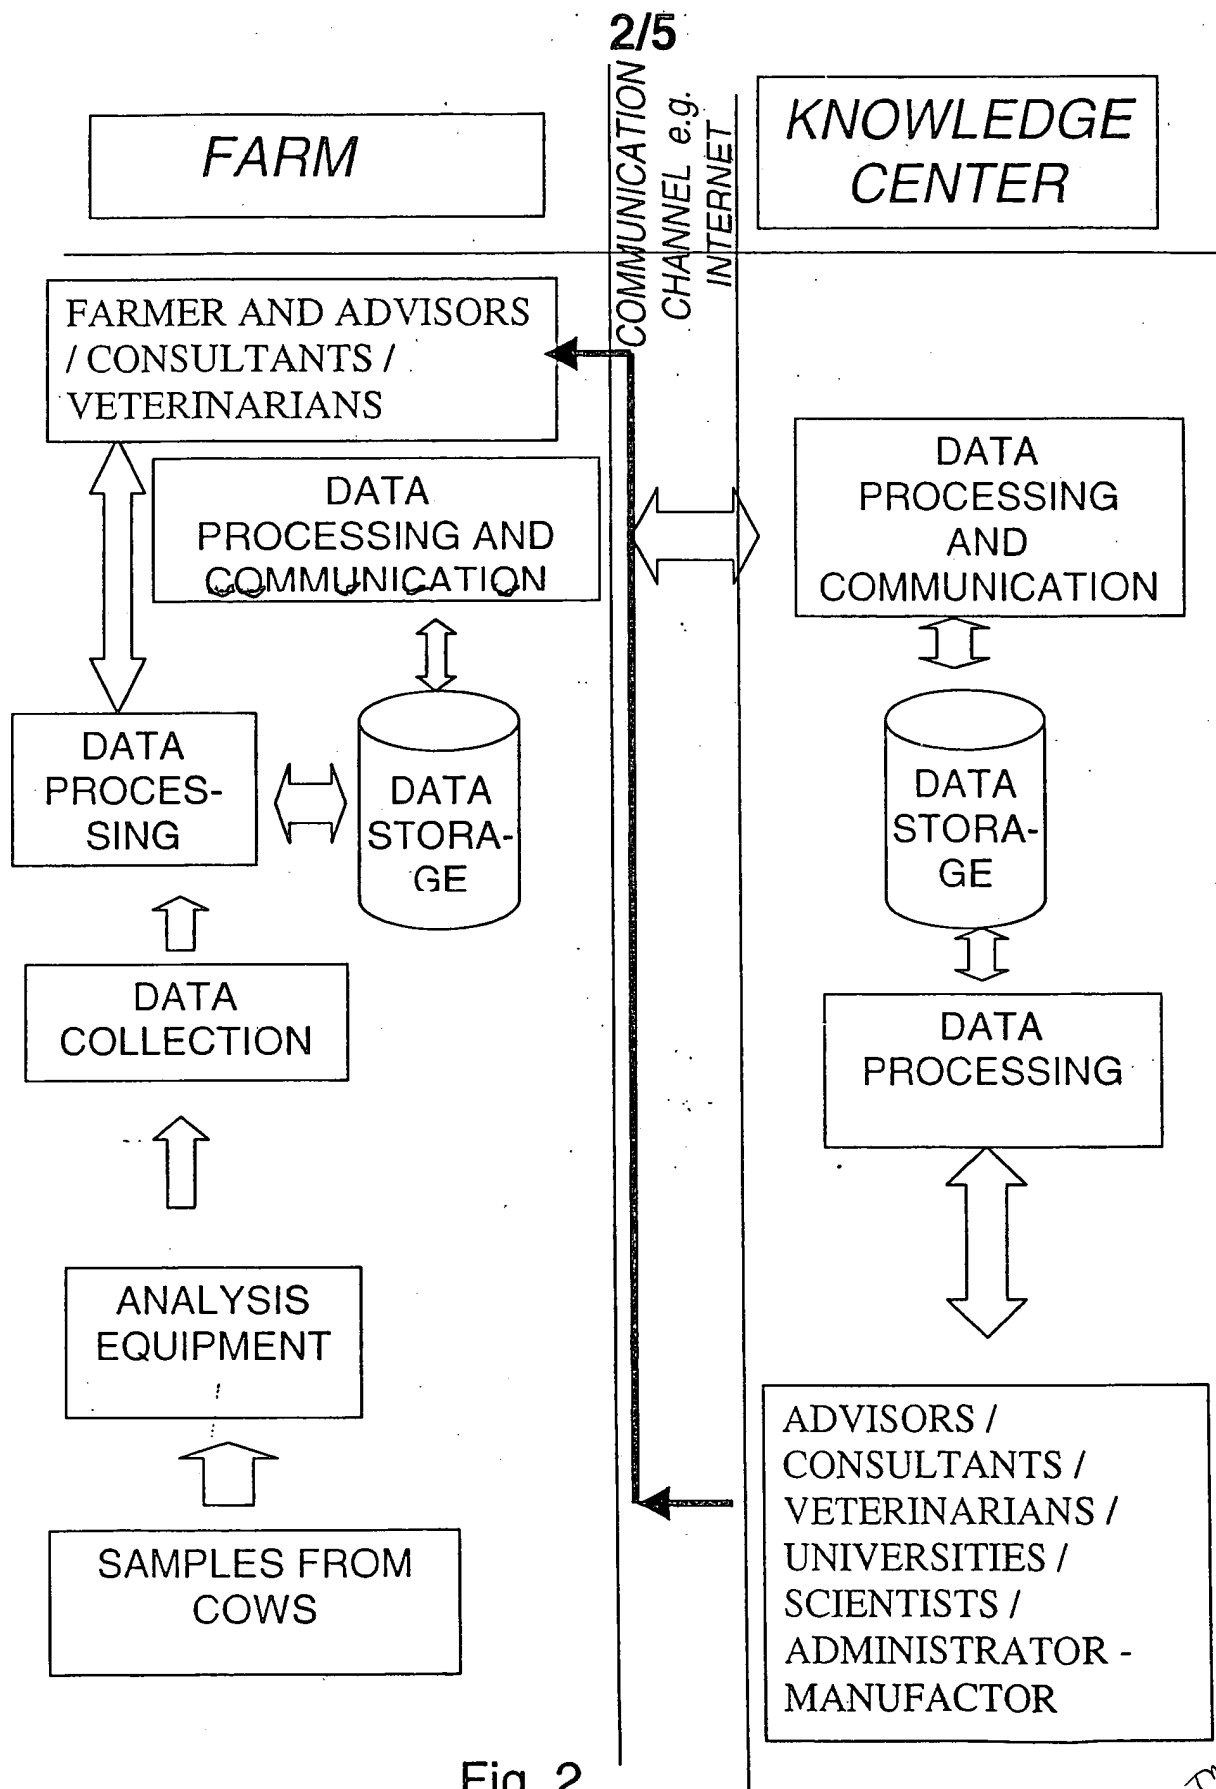 2/5
FARM
COMMUNICATION
CHANNEL e.g.
INTERNET
KNOWLEDGE
CENTER
FARMER AND ADVISORS
/ CONSULTANTS /
VETERINARIANS
DATA
PROCESSING AND
COMMUNICATION
DATA
PROCES-
SING
DATA
STORA-
GE
DATA
COLLECTION
ANALYSIS
EQUIPMENT
SAMPLES FROM
COWS
DATA
PROCESSING
AND
COMMUNICATION
DATA
STORA-
GE
DATA
PROCESSING
ADVISORS /
CONSULTANTS /
VETERINARIANS /
UNIVERSITIES /
SCIENTISTS /
ADMINISTRATOR -
MANUFACTOR
Fig. 2